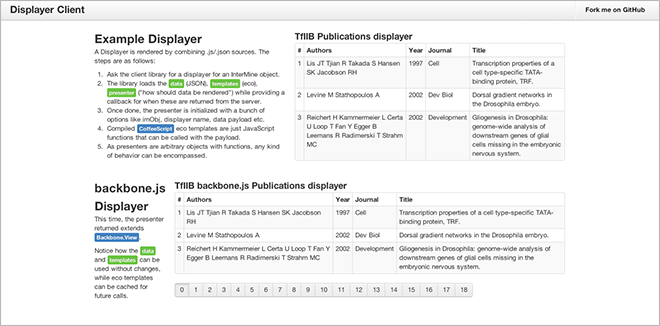 Displayer Client
Fork me on GitHub
Example Displayer
A Displayer is rendered by combining .js/.json sources. The
steps are as follows:
1. Ask the client library for a displayer for an InterMine object.
2. The library loads the data (JSON), templates (eco),
presenter ("how should data be rendered") while providing a
callback for when these are returned from the server.
3. Once done, the presenter is initialized with a bunch of
options like imObj, displayer name, data payload etc.
4. Compiled CoffeeScript eco templates are just JavaScript
functions that can be called with the payload.
5. As presenters are arbitrary objects with functions, any kind
of behavior can be encompassed.
TfIIB Publications displayer
# Authors Year Journal Title
1 Lis JT Tjian R Takada S Hansen 1997 Cell Transcription properties of a
SK Jacobson RH cell type-specific TATA-
binding protein, TRF.
2 Levine M Stathopoulos A 2002 Dev Biol Dorsal gradient networks in
the Drosophila embryo.
3 Reichert H Kammermeier L Certa 2002 Development Gliogenesis in Drosophila:
U Loop T Fan Y Egger B genome-wide analysis of
Leemans R Radimerski T Strahm downstream genes of glial
MC cells missing in the embryonic
nervous system.
backbone.js
Displayer
This time, the presenter
returned extends
Backbone.View.
Notice how the data
and templates can be
used without changes,
while eco templates
can be cached for
future calls.
TfIIB backbone.js Publications displayer
# Authors Year Journal Title
1 Lis JT Tjian R Takada S Hansen SK Jacobson 1997 Cell Transcription properties of a cell type-specific TATA-
RH binding protein, TRF.
2 Levine M Stathopoulos A 2002 Dev Biol Dorsal gradient networks in the Drosophila embryo.
3 Reichert H Kammermeier L Certa U Loop T Fan Y 2002 Development Gliogenesis in Drosophila: genome-wide analysis of
Egger B Leemans R Radimerski T Strahm MC downstream genes of glial cells missing in the
embryonic nervous system.
0 1 2 3 4 5 6 7 8 9 10 11 12 13 14 15 16 17 18